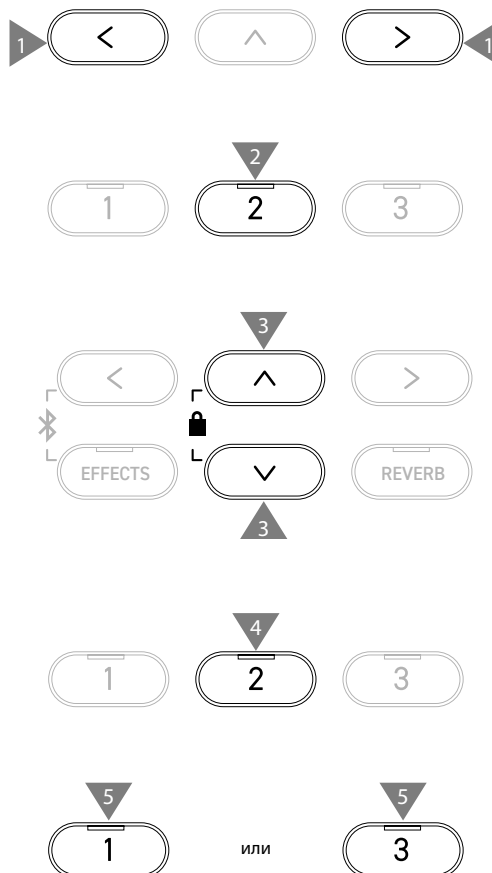 1 < ^ > 1
2
1 2 3
3
< ^ >
EFFECTS ∨ REVERB
3
4
1 2 3
5 5
1 или 3